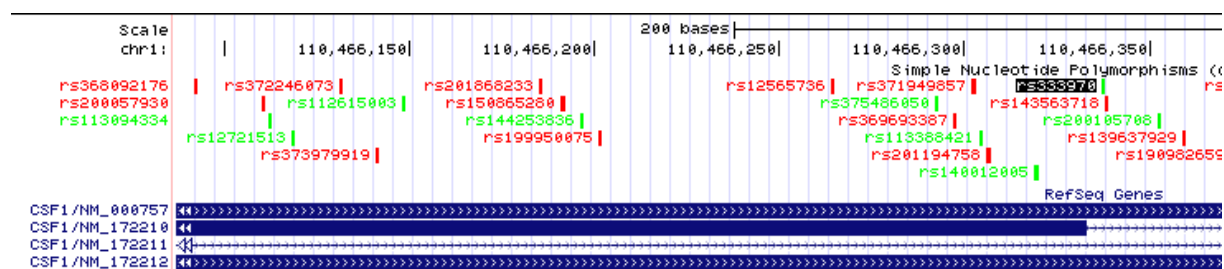 Scale 200 bases
chr1: 110,466,150 110,466,200 110,466,250 110,466,300 110,466,350
Simple Nucleotide Polymorphisms (
rs368092176 rs372246073 rs201868233 rs12565736 rs371949857 rs333970 rs
rs200057930 rs112615003 rs150865280 rs375486050 rs143563718
rs113094334 rs144253836 rs369693387 rs200105708
rs12721513 rs199950075 rs113388421 rs139637929
rs373979919 rs201194758 rs190982659
rs140012005
RefSeq Genes
CSF1/NM_000757
CSF1/NM_172210
CSF1/NM_172211
CSF1/NM_172212